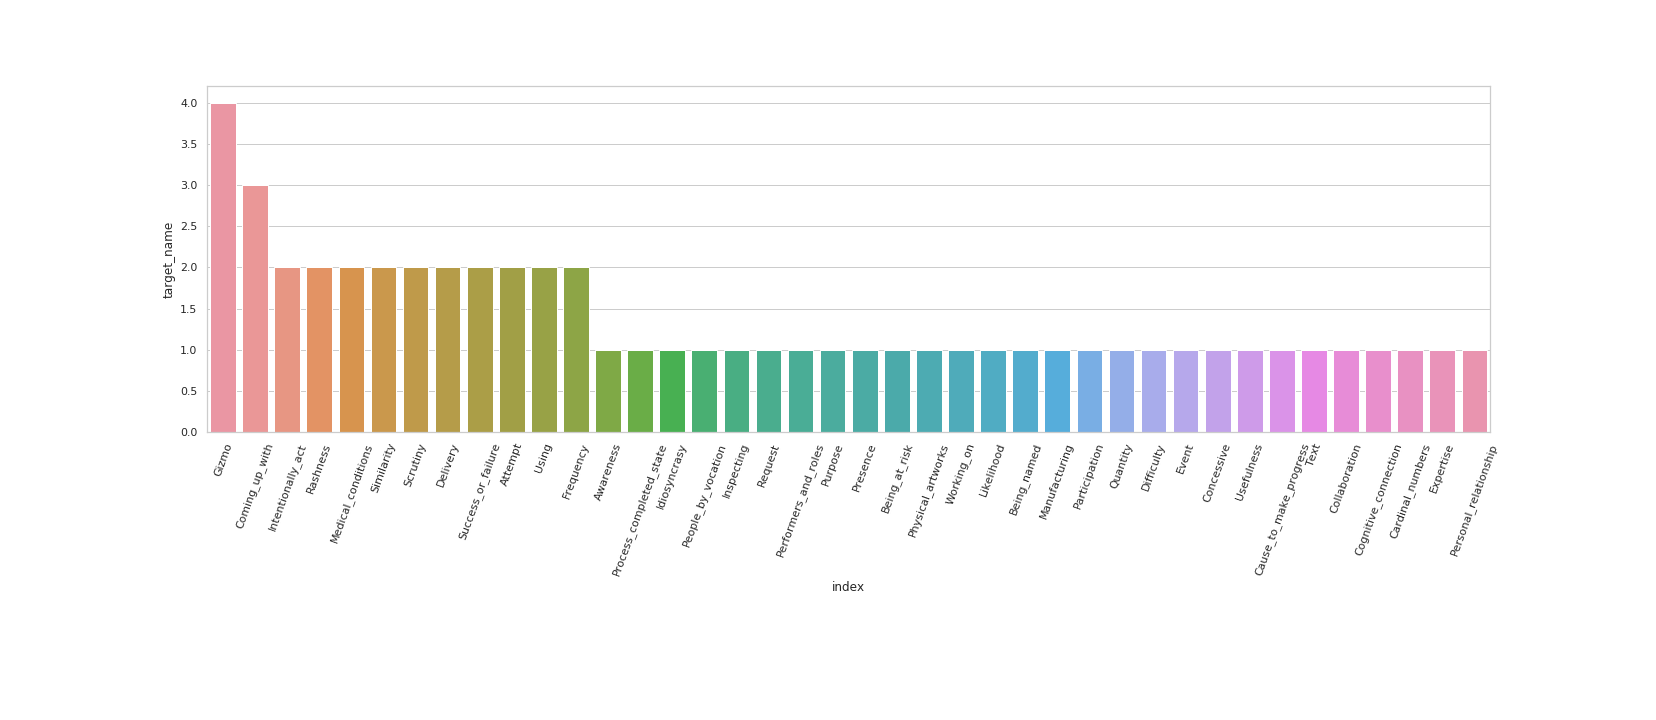 4.0
3.5
3.0
2.5
2.0
1.5
1.0
0.5
0.0
target_name
Gizmo
Coming_up_with
Intentionally_act
Rashness
Medical_conditions
Similarity
Scrutiny
Delivery
Success_or_failure
Attempt
Using
Frequency
Awareness
Process_completed_state
Idiosyncrasy
People_by_vocation
Inspecting
Request
Performers_and_roles
Purpose
Presence
Being_at_risk
Physical_artworks
Working_on
Likelihood
Being_named
Manufacturing
Participation
Quantity
Difficulty
Event
Concessive
Usefulness
Cause_to_make_progress
Text
Collaboration
Cognitive_connection
Cardinal_numbers
Expertise
Personal_relationship
index